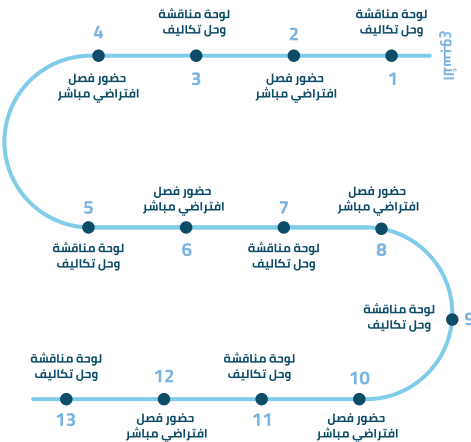 الأسبوع
1
لوحة مناقشة
وحل تكاليف
2
حضور فصل
افتراضي مباشر
3
لوحة مناقشة
وحل تكاليف
4
حضور فصل
افتراضي مباشر
5
لوحة مناقشة
وحل تكاليف
6
حضور فصل
افتراضي مباشر
7
لوحة مناقشة
وحل تكاليف
8
حضور فصل
افتراضي مباشر
9
لوحة مناقشة
وحل تكاليف
10
حضور فصل
افتراضي مباشر
11
لوحة مناقشة
وحل تكاليف
12
حضور فصل
افتراضي مباشر
13
لوحة مناقشة
وحل تكاليف